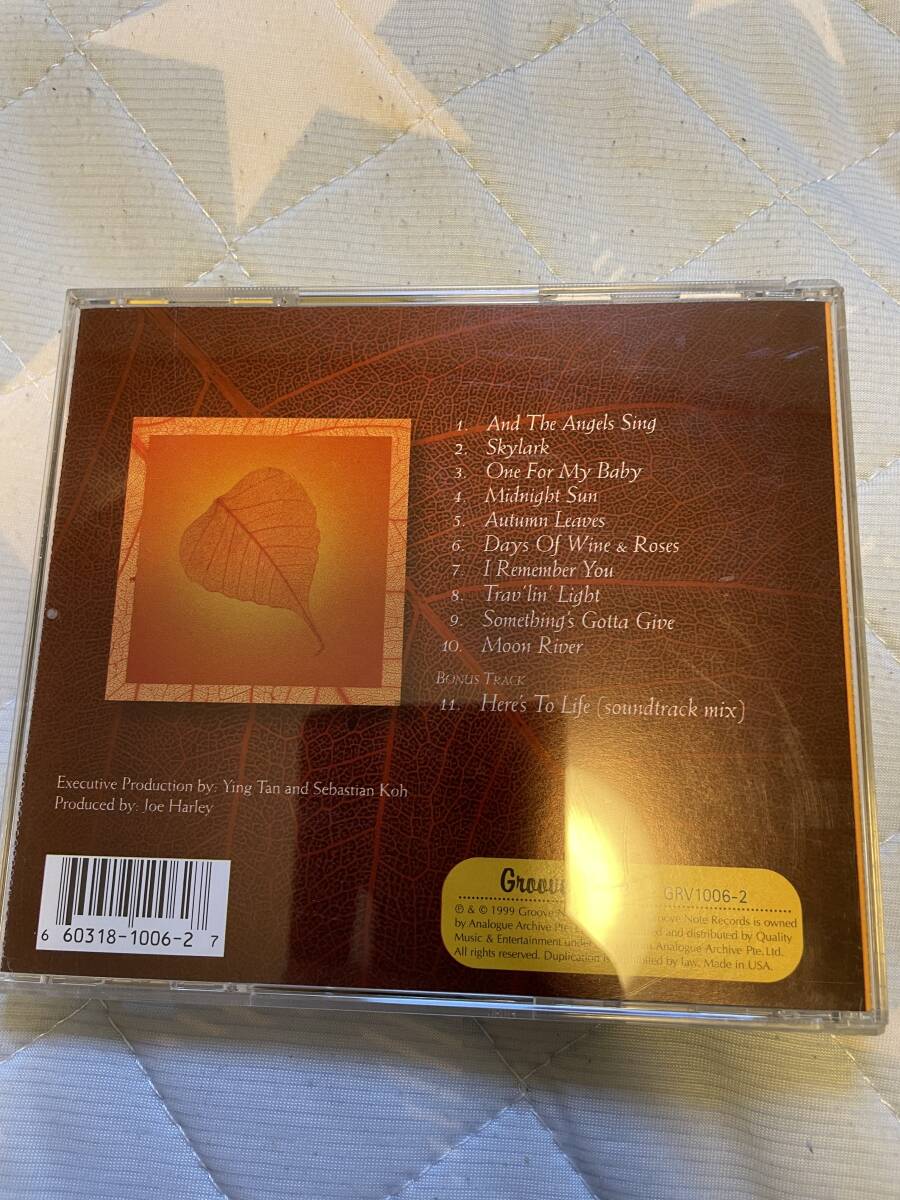 1. And The Angels Sing
2. Skylark
3. One For My Baby
4. Midnight Sun
5. Autumn Leaves
6. Days Of Wine & Roses
7. I Remember You
8. Trav'lin' Light
9. Something's Gotta Give
10. Moon River
BONUS TRACK
11. Here's To Life (soundtrack mix)
Executive Production by: Ying Tan and Sebastian Koh
Produced by: Joe Harley
6 60318-1006-2 7
GRV1006-2
℗ & © 1999 Groove Note Records is owned
by Analogue Archive Pte. and distributed by Quality
Music & Entertainment under Analogue Archive Pte. Ltd.
All rights reserved. Duplication by law. Made in USA.